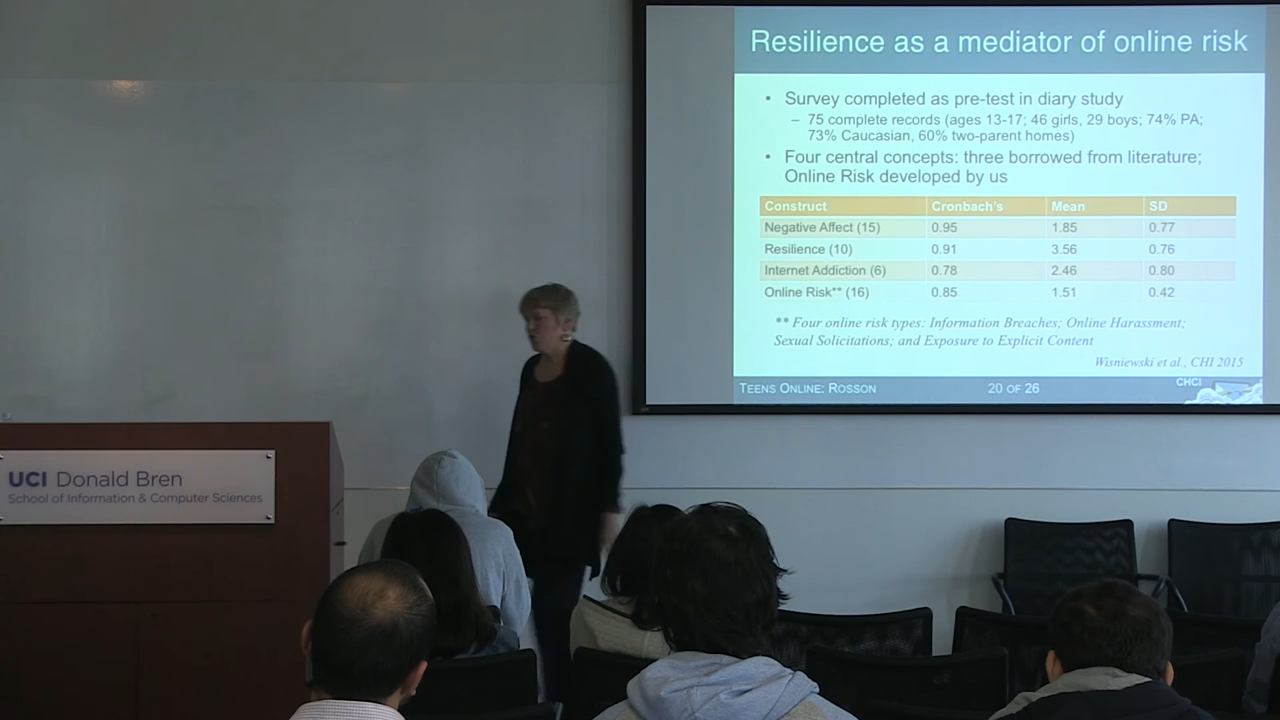 Resilience as a mediator of online risk
• Survey completed as pre-test in diary study
– 75 complete records (ages 13-17; 46 girls, 29 boys; 74% PA;
73% Caucasian, 60% two-parent homes)
• Four central concepts: three borrowed from literature;
Online Risk developed by us
Construct Cronbach's Mean SD
Negative Affect (15) 0.95 1.85 0.77
Resilience (10) 0.91 3.56 0.76
Internet Addiction (6) 0.78 2.46 0.80
Online Risk** (16) 0.85 1.51 0.42
** Four online risk types: Information Breaches; Online Harassment;
Sexual Solicitations; and Exposure to Explicit Content
Wisniewski et al., CHI 2015
TEENS ONLINE: ROSSON 20 OF 26 CHCI
UCI Donald Bren
School of Information & Computer Sciences